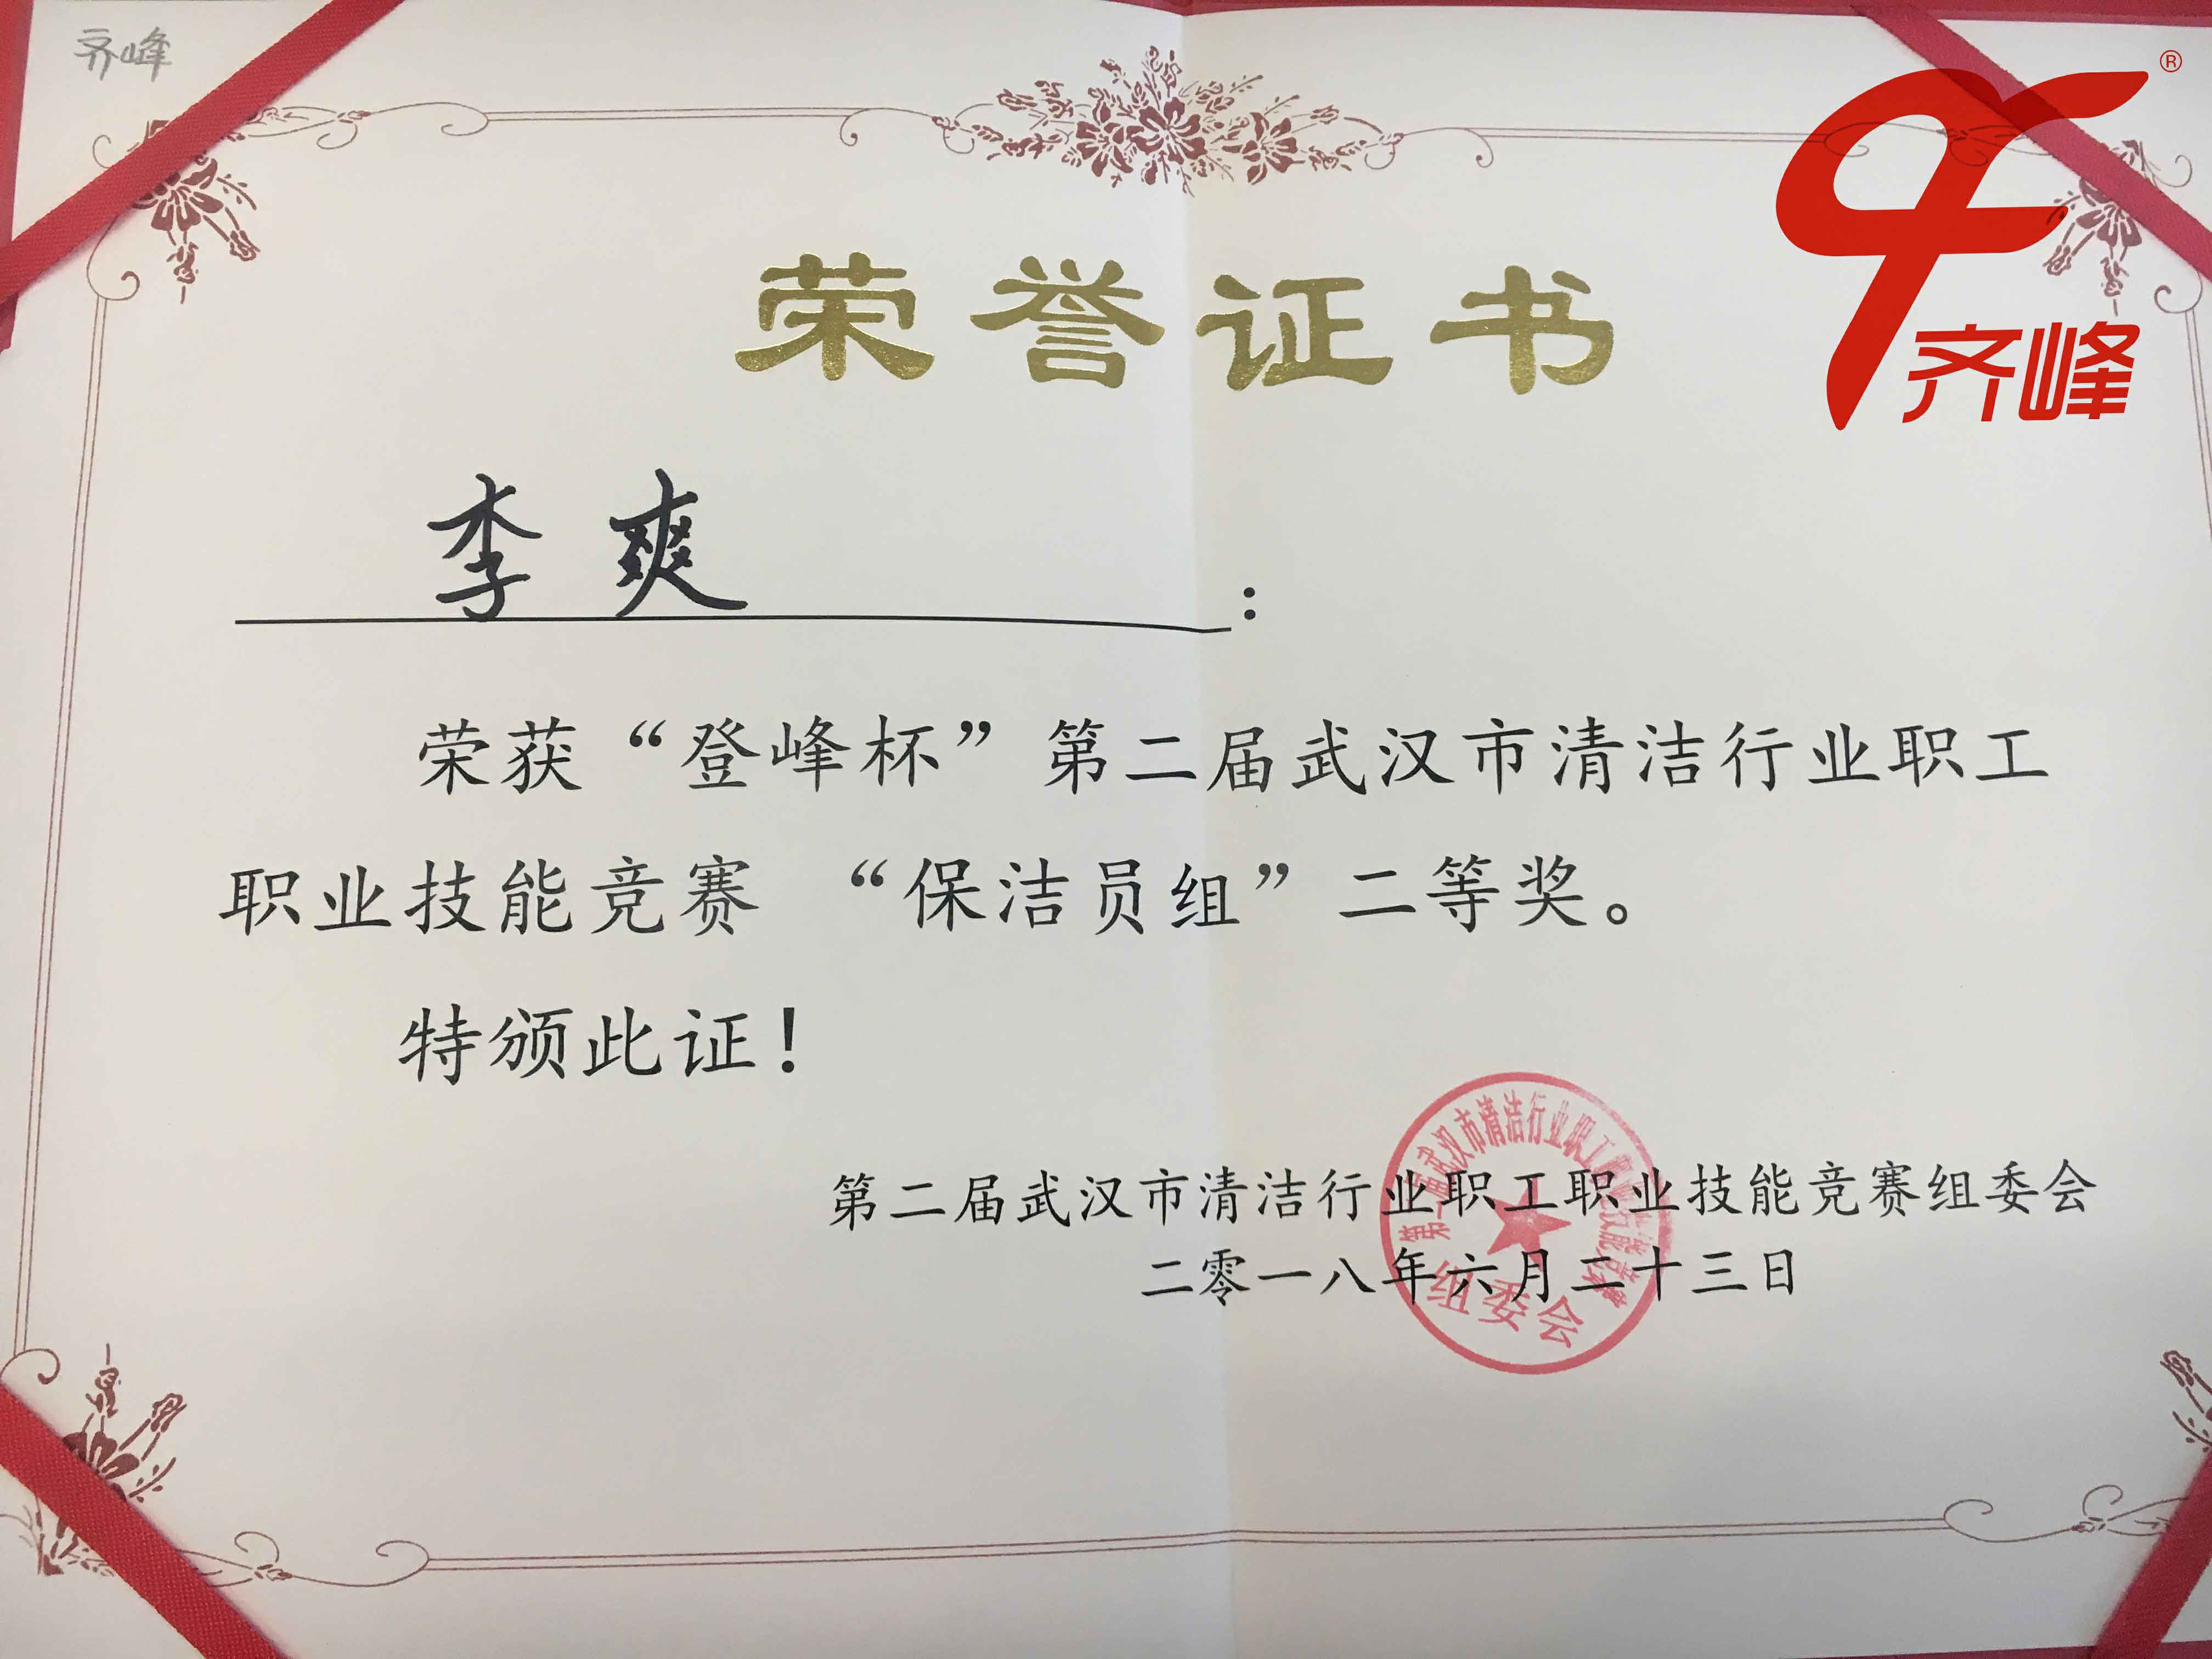 齐峰
®
齐峰
荣誉证书
李爽：
荣获“登峰杯”第二届武汉市清洁行业职工
职业技能竞赛 “保洁员组”二等奖。
特颁此证！
第二届武汉市清洁行业职工职业技能竞赛组委会
二零一八年六月二十三日
组委会